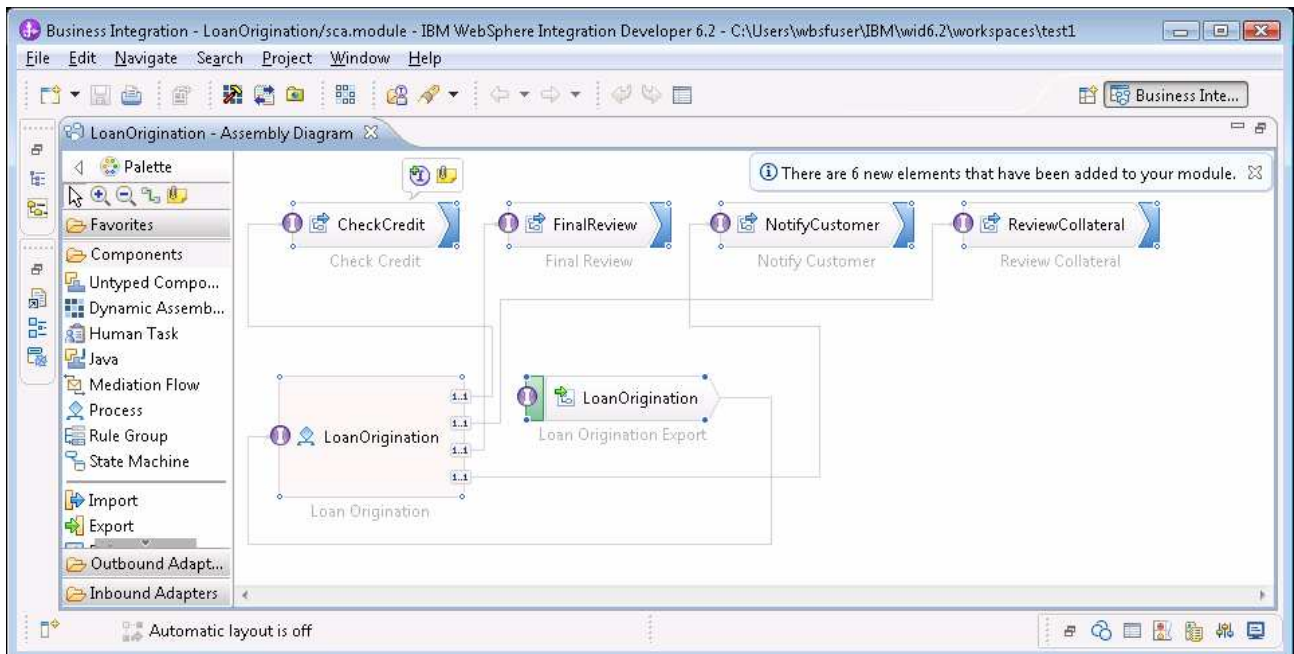 Business Integration - LoanOrigination/sca.module - IBM WebSphere Integration Developer 6.2 - C:\Users\wbsfuser\IBM\wid6.2\workspaces\test1
File Edit Navigate Search Project Window Help
Business Inte...
LoanOrigination - Assembly Diagram
Palette
There are 6 new elements that have been added to your module.
Favorites
Components
Untyped Compo...
Dynamic Assemb...
Human Task
Java
Mediation Flow
Process
Rule Group
State Machine
Import
Export
Outbound Adapt...
Inbound Adapters
CheckCredit
Check Credit
FinalReview
Final Review
NotifyCustomer
Notify Customer
ReviewCollateral
Review Collateral
LoanOrigination
1..1
1..1
1..1
1..1
Loan Origination
LoanOrigination
Loan Origination Export
Automatic layout is off